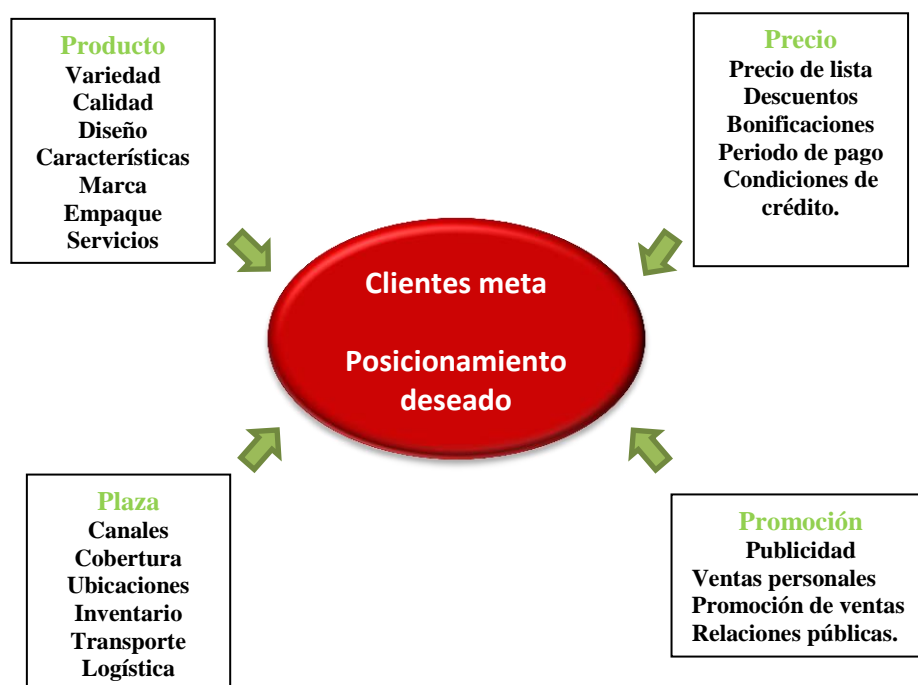 Producto
Variedad
Calidad
Diseño
Característícas
Marca
Empaque
Servicios
Precio
Precio de lista
Descuentos
Bonificaciones
Periodo de pago
Condiciones de
crédito.
Clientes meta
Posicionamiento
deseado
Plaza
Canales
Cobertura
Ubicaciones
Inventario
Transporte
Logística
Promoción
Publicidad
Ventas personales
Promoción de ventas
Relaciones públicas.